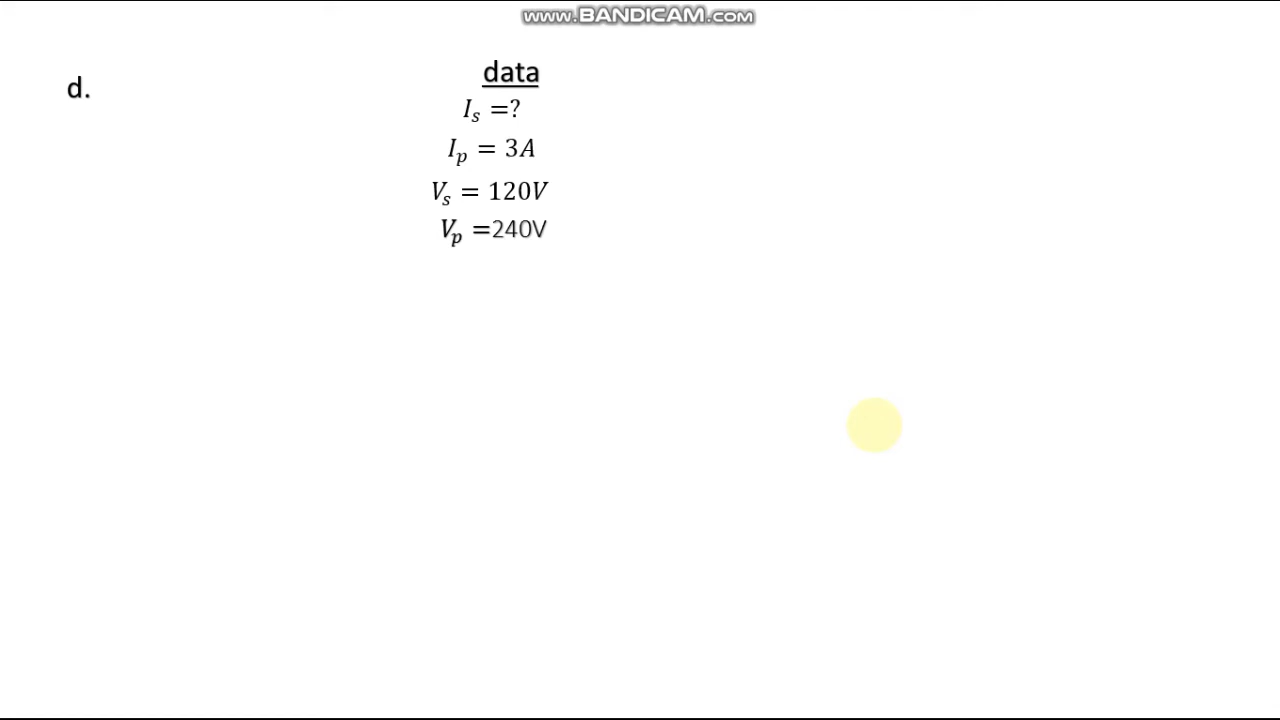 www.BANDICAM.com
d.
data
I_s =?
I_p = 3A
V_s = 120V
V_p =240V